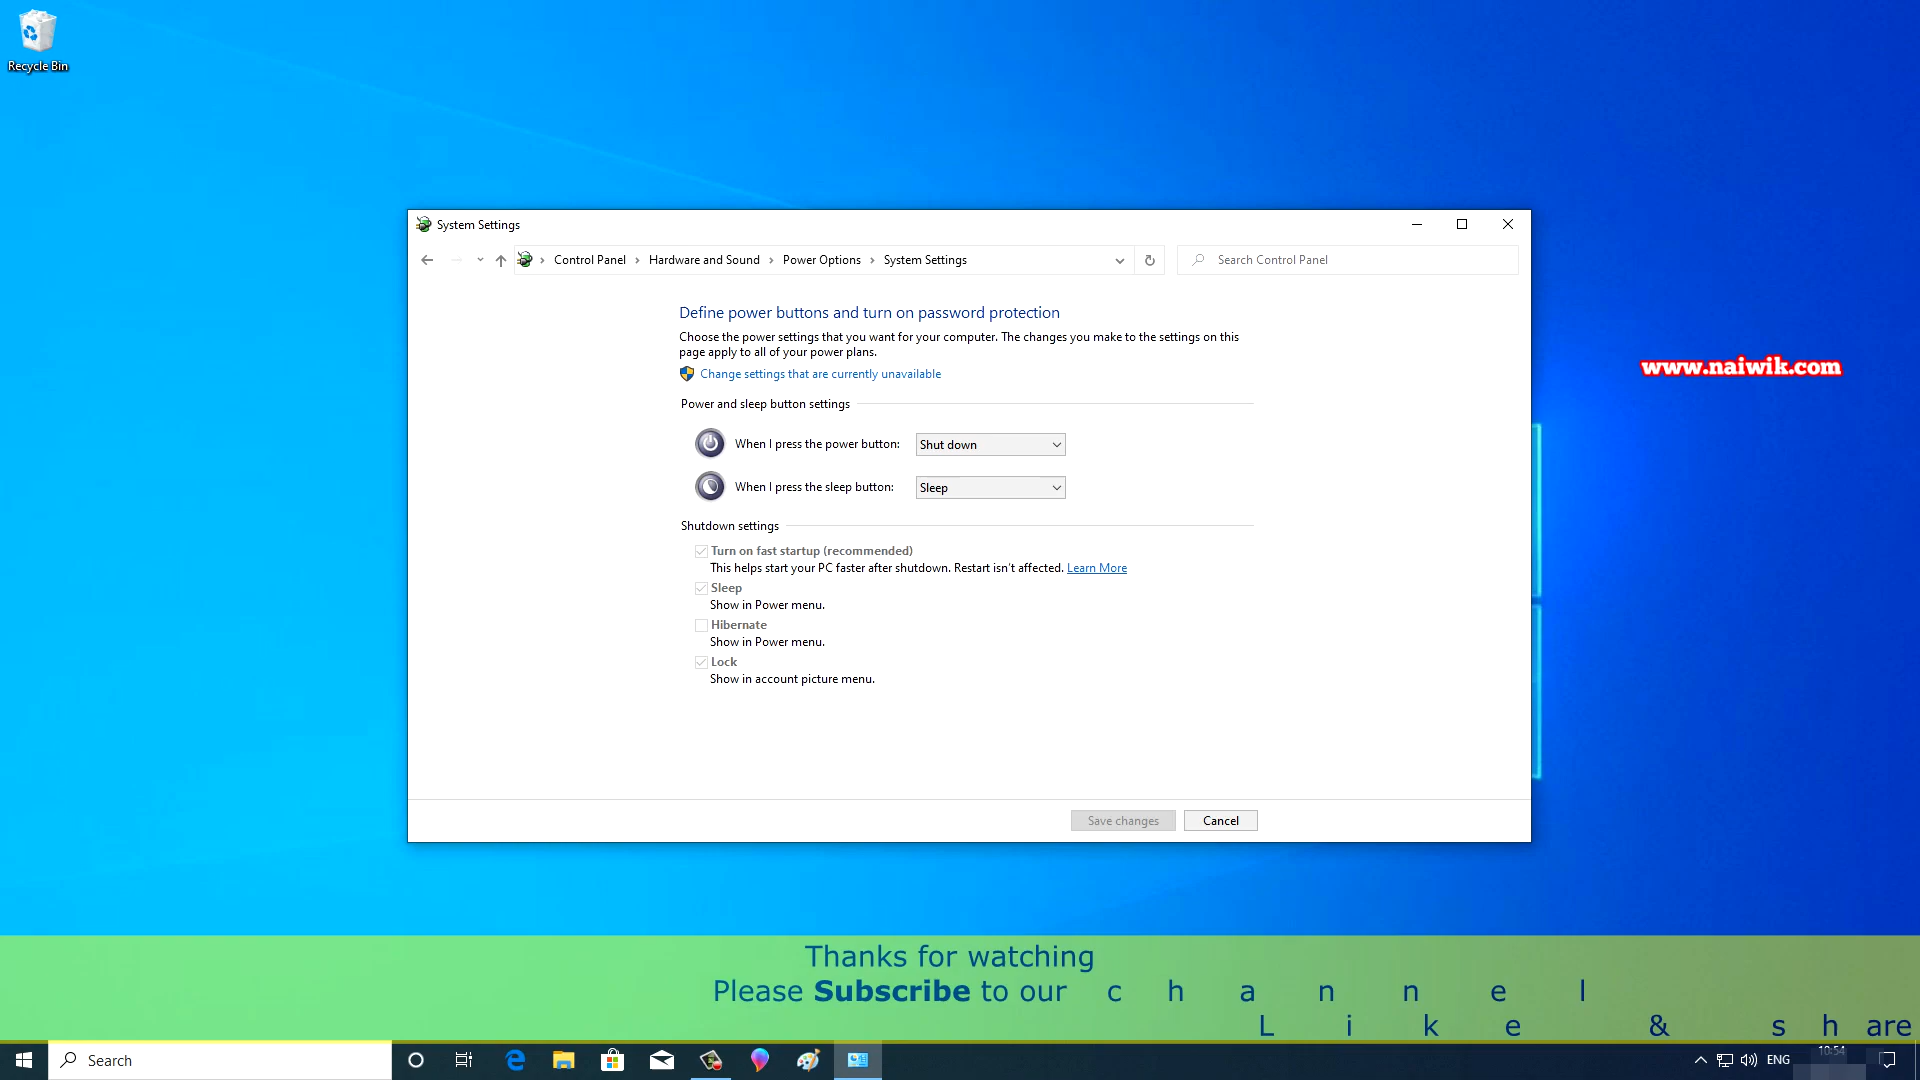 Recycle Bin
System Settings
Control Panel > Hardware and Sound > Power Options > System Settings
Search Control Panel
Define power buttons and turn on password protection
Choose the power settings that you want for your computer. The changes you make to the settings on this
page apply to all of your power plans.
Change settings that are currently unavailable
www.naiwik.com
Power and sleep button settings
When I press the power button: Shut down
When I press the sleep button: Sleep
Shutdown settings
Turn on fast startup (recommended)
This helps start your PC faster after shutdown. Restart isn't affected. Learn More
Sleep
Show in Power menu.
Hibernate
Show in Power menu.
Lock
Show in account picture menu.
Save changes Cancel
Thanks for watching
Please Subscribe to our channel
Like & share
Search
ENG
10:54